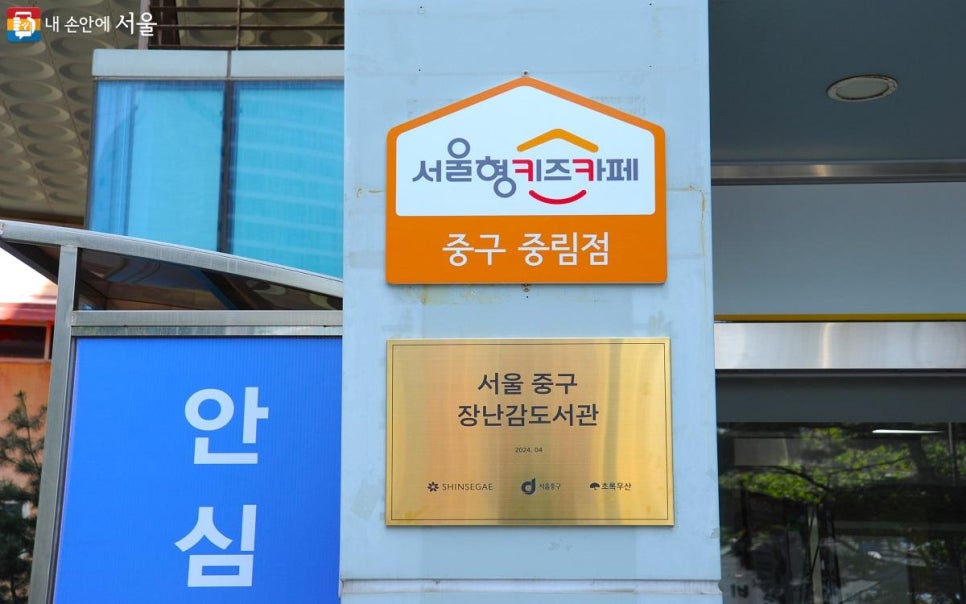 내 손안에 서울
서울형키즈카페
중구 중림점
서울 중구
장난감도서관
2024. 04
SHINSEGAE 서울중구 초록우산
안
심